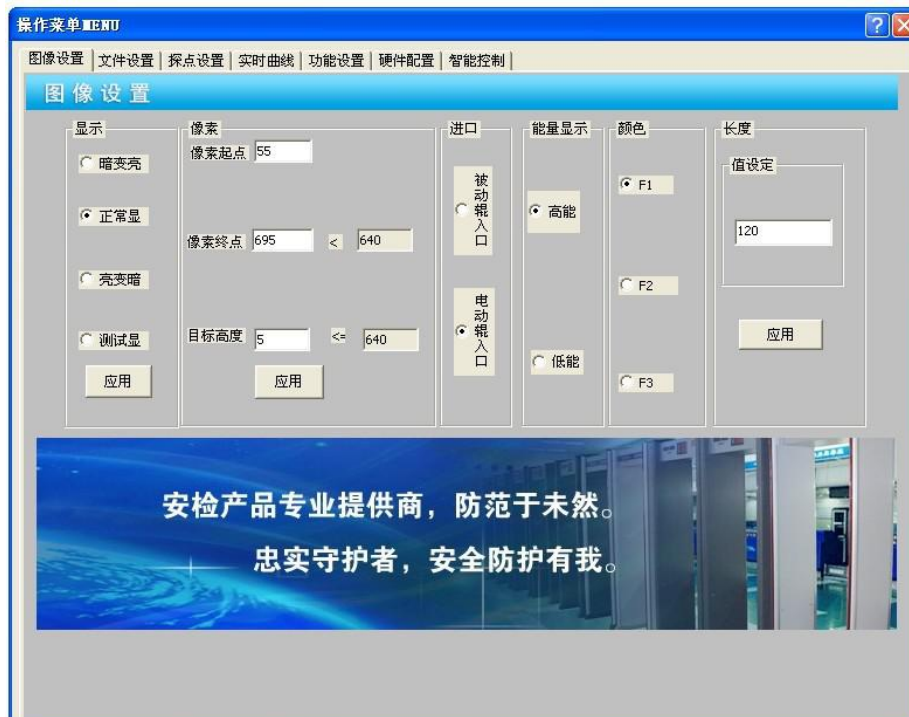 操作菜单MENU
图像设置 文件设置 探点设置 实时曲线 功能设置 硬件配置 智能控制
图像设置
显示
暗变亮
正常显
亮变暗
测试显
应用
像素
像素起点 55
像素终点 695 < 640
目标高度 5 <= 640
应用
进口
被动辊入口
电动辊入口
能量显示
高能
低能
颜色
F1
F2
F3
长度
值设定
120
应用
安检产品专业提供商，防范于未然。
忠实守护者，安全防护有我。